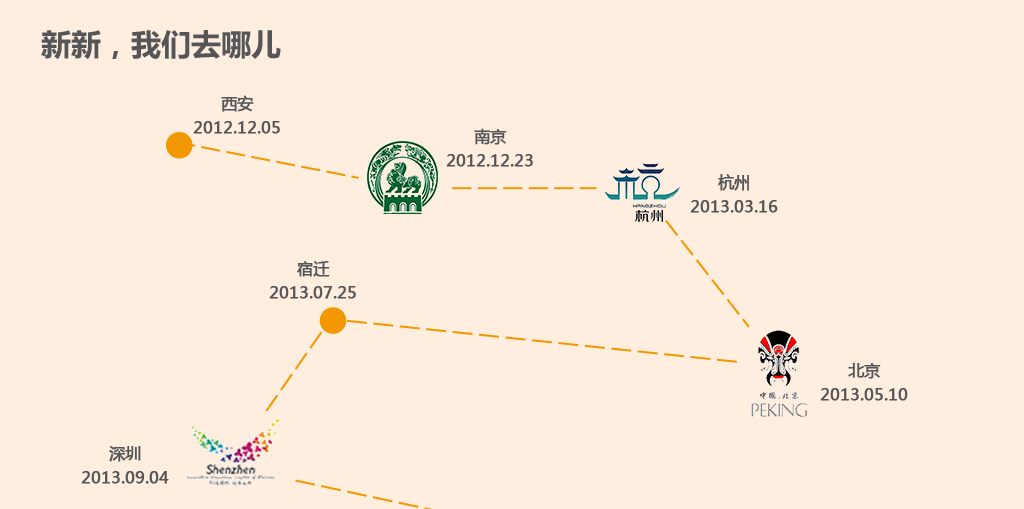 新新，我们去哪儿
西安
2012.12.05
南京
2012.12.23
HANGZHOU
杭州
杭州
2013.03.16
宿迁
2013.07.25
中国.北京
PEKING
北京
2013.05.10
深圳
2013.09.04
Shenzhen